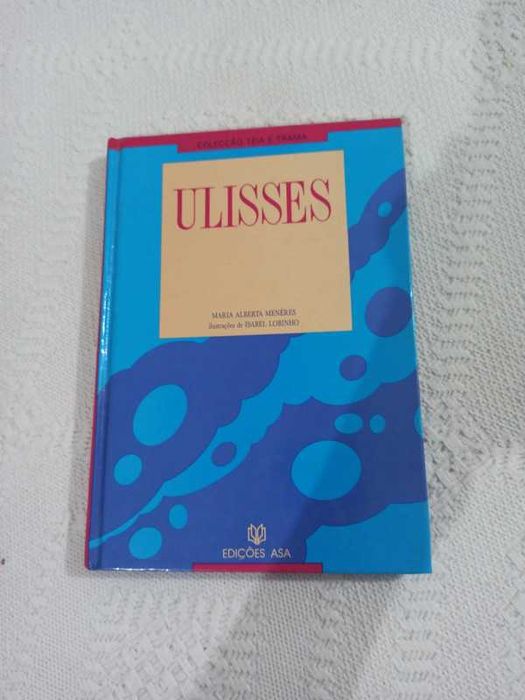 COLECÇÃO TEIA E TRAMA
ULISSES
MARIA ALBERTA MENÉRES
ilustrações de ISABEL LOBINHO
EDIÇÕES ASA